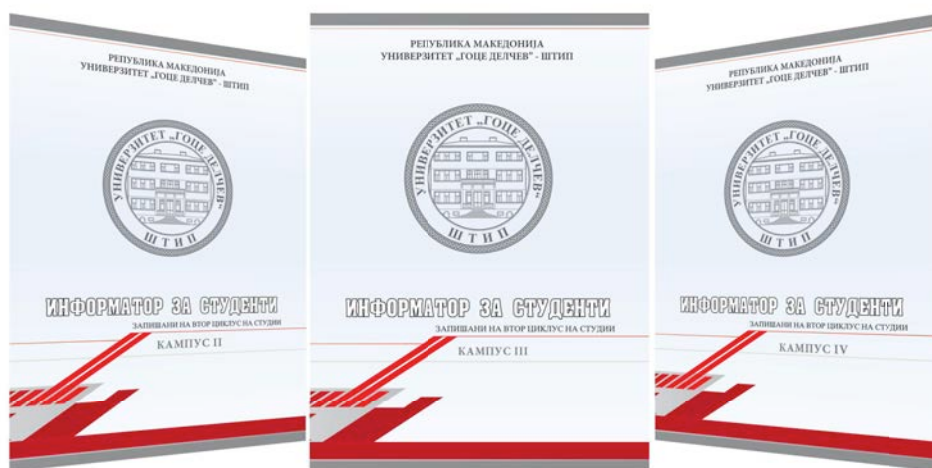 РЕПУБЛИКА МАКЕДОНИЈА
УНИВЕРЗИТЕТ „ГОЦЕ ДЕЛЧЕВ” - ШТИП
УНИВЕРЗИТЕТ „ГОЦЕ ДЕЛЧЕВ“
ШТИП
ИНФОРМАТОР ЗА СТУДЕНТИ
ЗАПИШАНИ НА ВТОР ЦИКЛУС НА СТУДИИ
КАМПУС II
РЕПУБЛИКА МАКЕДОНИЈА
УНИВЕРЗИТЕТ „ГОЦЕ ДЕЛЧЕВ” - ШТИП
УНИВЕРЗИТЕТ „ГОЦЕ ДЕЛЧЕВ“
ШТИП
ИНФОРМАТОР ЗА СТУДЕНТИ
ЗАПИШАНИ НА ВТОР ЦИКЛУС НА СТУДИИ
КАМПУС III
РЕПУБЛИКА МАКЕДОНИЈА
УНИВЕРЗИТЕТ „ГОЦЕ ДЕЛЧЕВ” - ШТИП
УНИВЕРЗИТЕТ „ГОЦЕ ДЕЛЧЕВ“
ШТИП
ИНФОРМАТОР ЗА СТУДЕНТИ
ЗАПИШАНИ НА ВТОР ЦИКЛУС НА СТУДИИ
КАМПУС IV